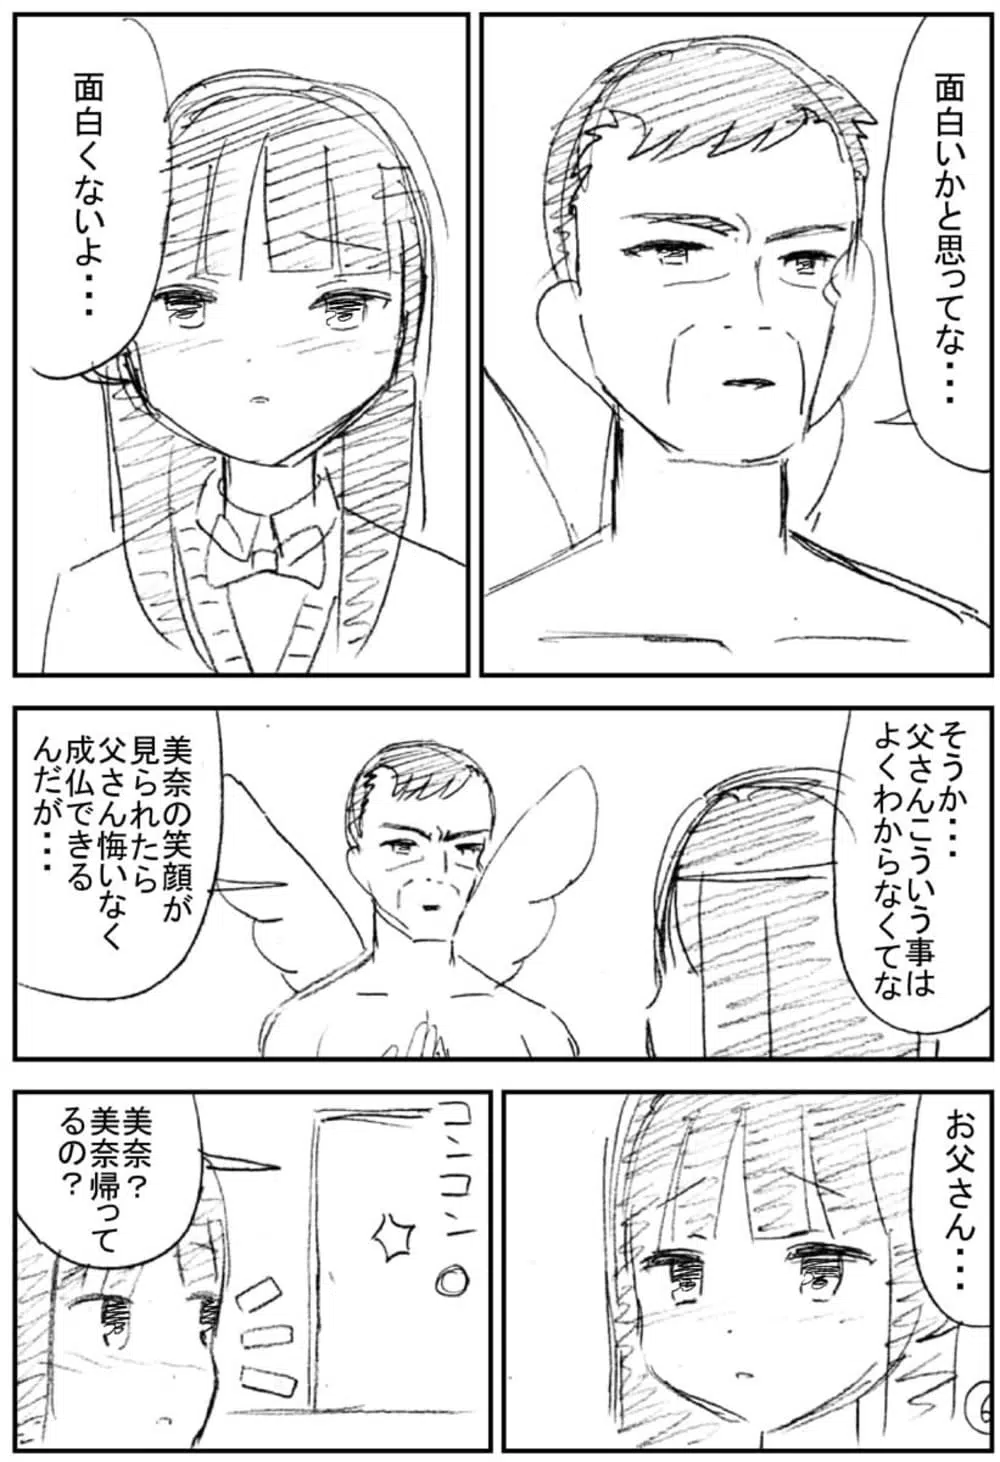 面白いかと思ってな・・・
面白くないよ・・・
そうか・・・
父さんこういう事は
よくわからなくてな
美奈の笑顔が
見られたら
父さん悔いなく
成仏できる
んだが・・・
お父さん・・・
コンコン
美奈？
美奈帰って
るの？